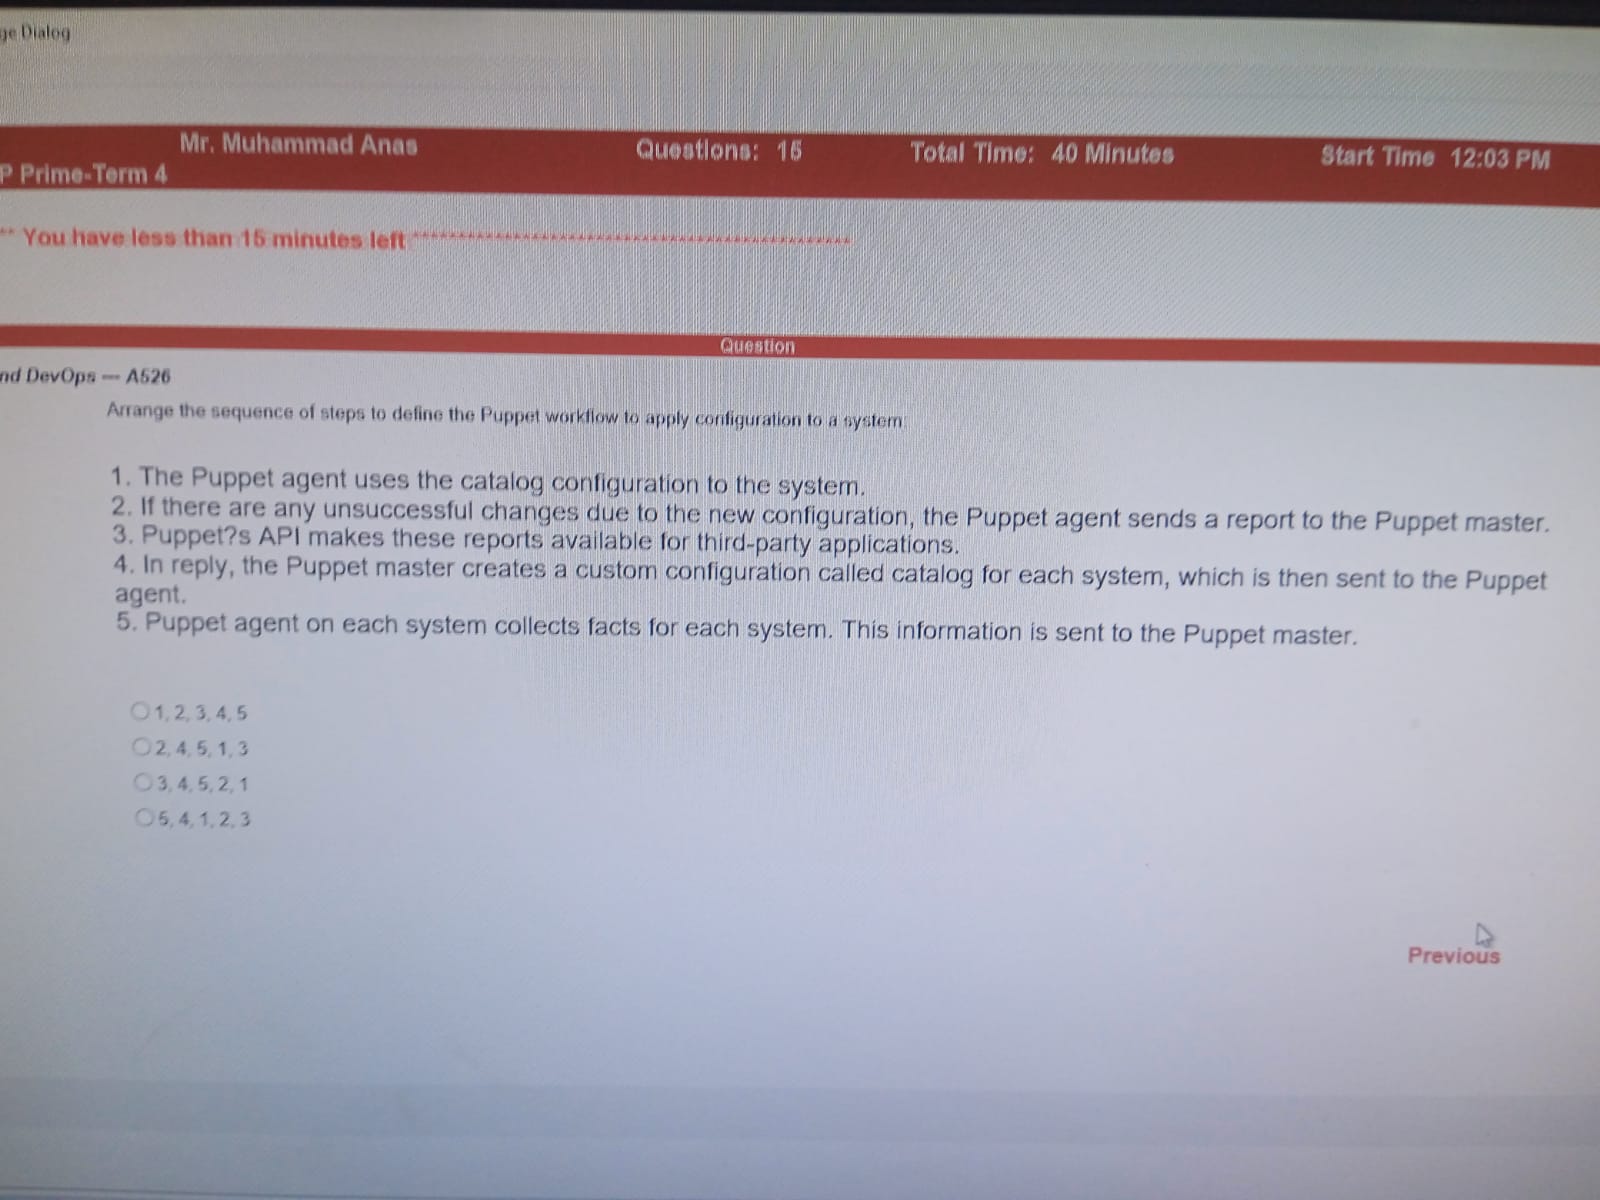 ge Dialog
Mr. Muhammad Anas Questions: 15 Total Time: 40 Minutes Start Time 12:03 PM
P Prime-Term 4
** You have less than 15 minutes left
Question
nd DevOps — A526
Arrange the sequence of steps to define the Puppet workflow to apply configuration to a system:
1. The Puppet agent uses the catalog configuration to the system.
2. If there are any unsuccessful changes due to the new configuration, the Puppet agent sends a report to the Puppet master.
3. Puppet?s API makes these reports available for third-party applications.
4. In reply, the Puppet master creates a custom configuration called catalog for each system, which is then sent to the Puppet
agent.
5. Puppet agent on each system collects facts for each system. This information is sent to the Puppet master.
1, 2, 3, 4, 5
2, 4, 5, 1, 3
3, 4, 5, 2, 1
5, 4, 1, 2, 3
Previous